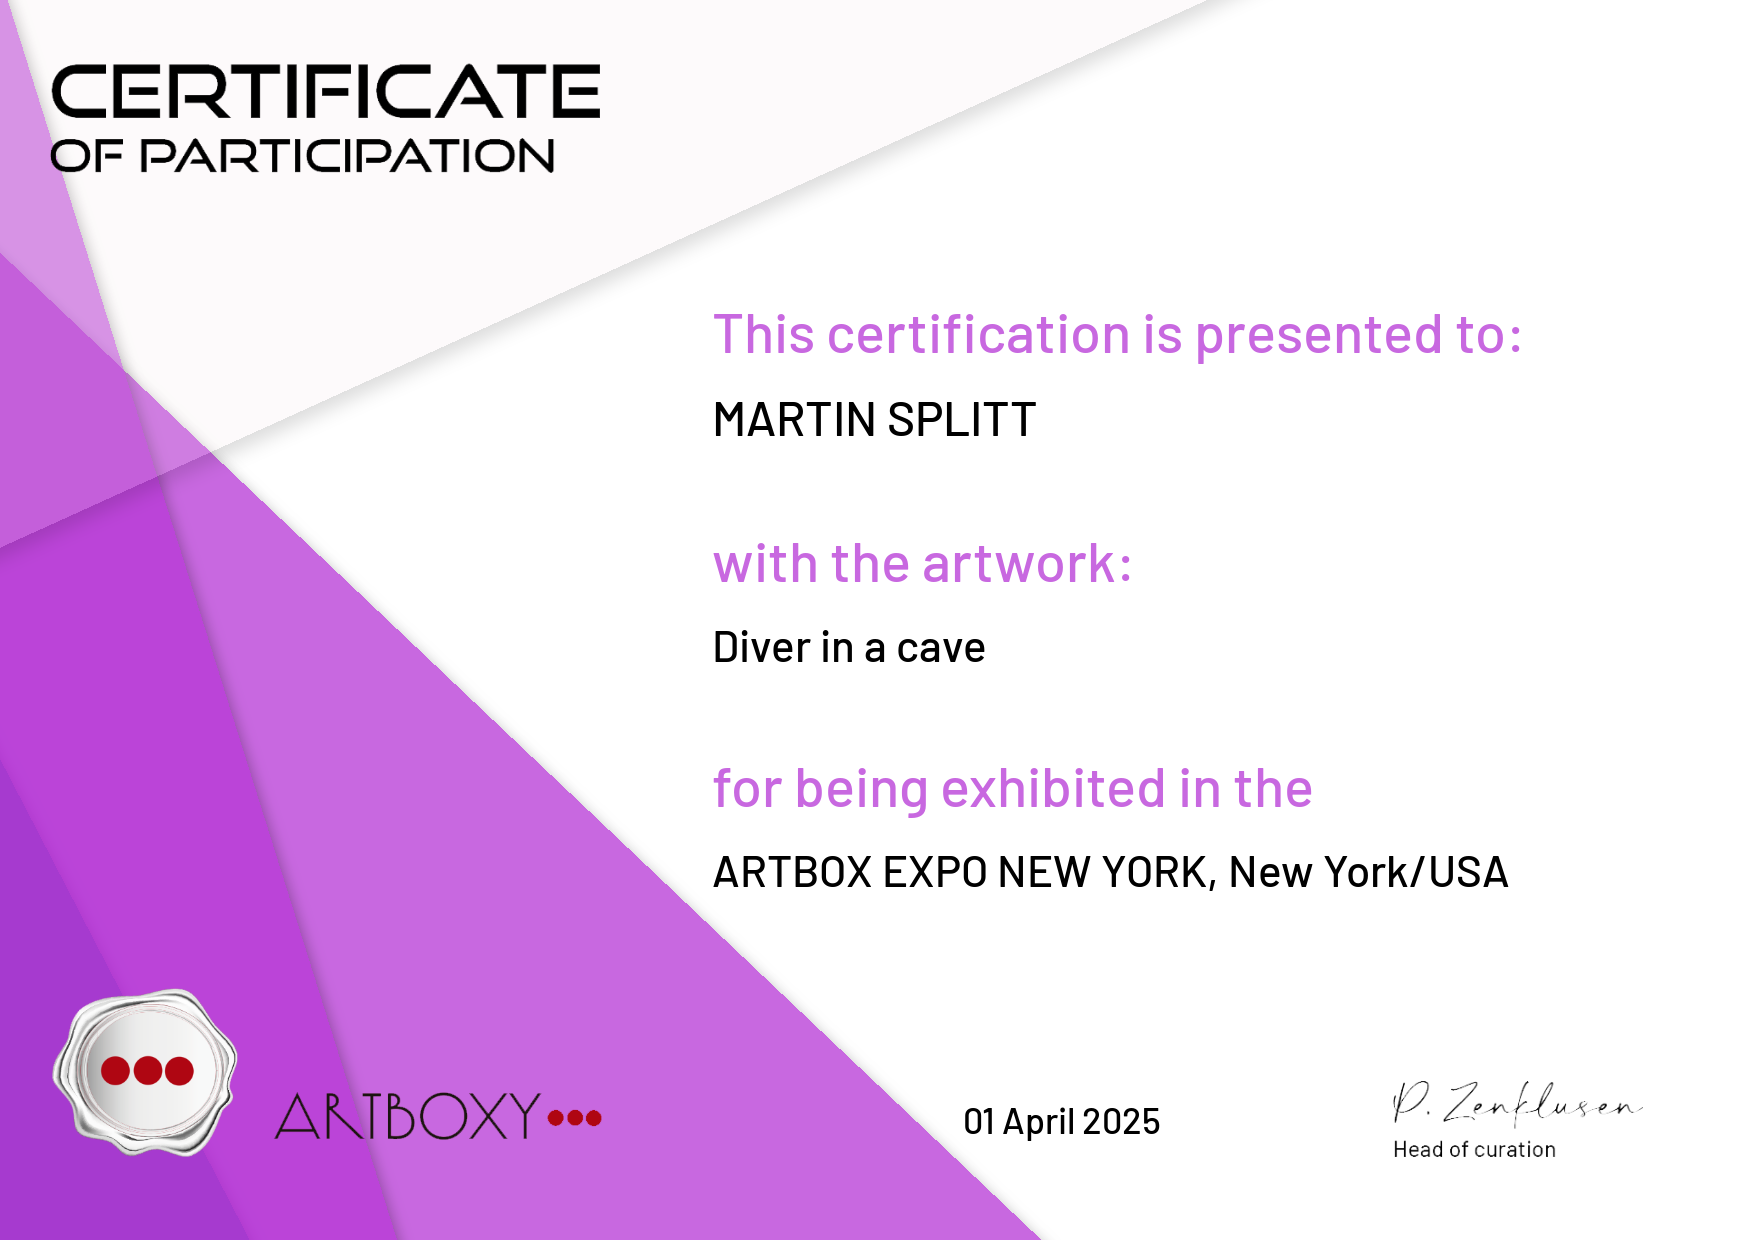 CERTIFICATE
OF PARTICIPATION
This certification is presented to:
MARTIN SPLITT
with the artwork:
Diver in a cave
for being exhibited in the
ARTBOX EXPO NEW YORK, New York/USA
ARTBOXY
01 April 2025
P. Zenklusen
Head of curation